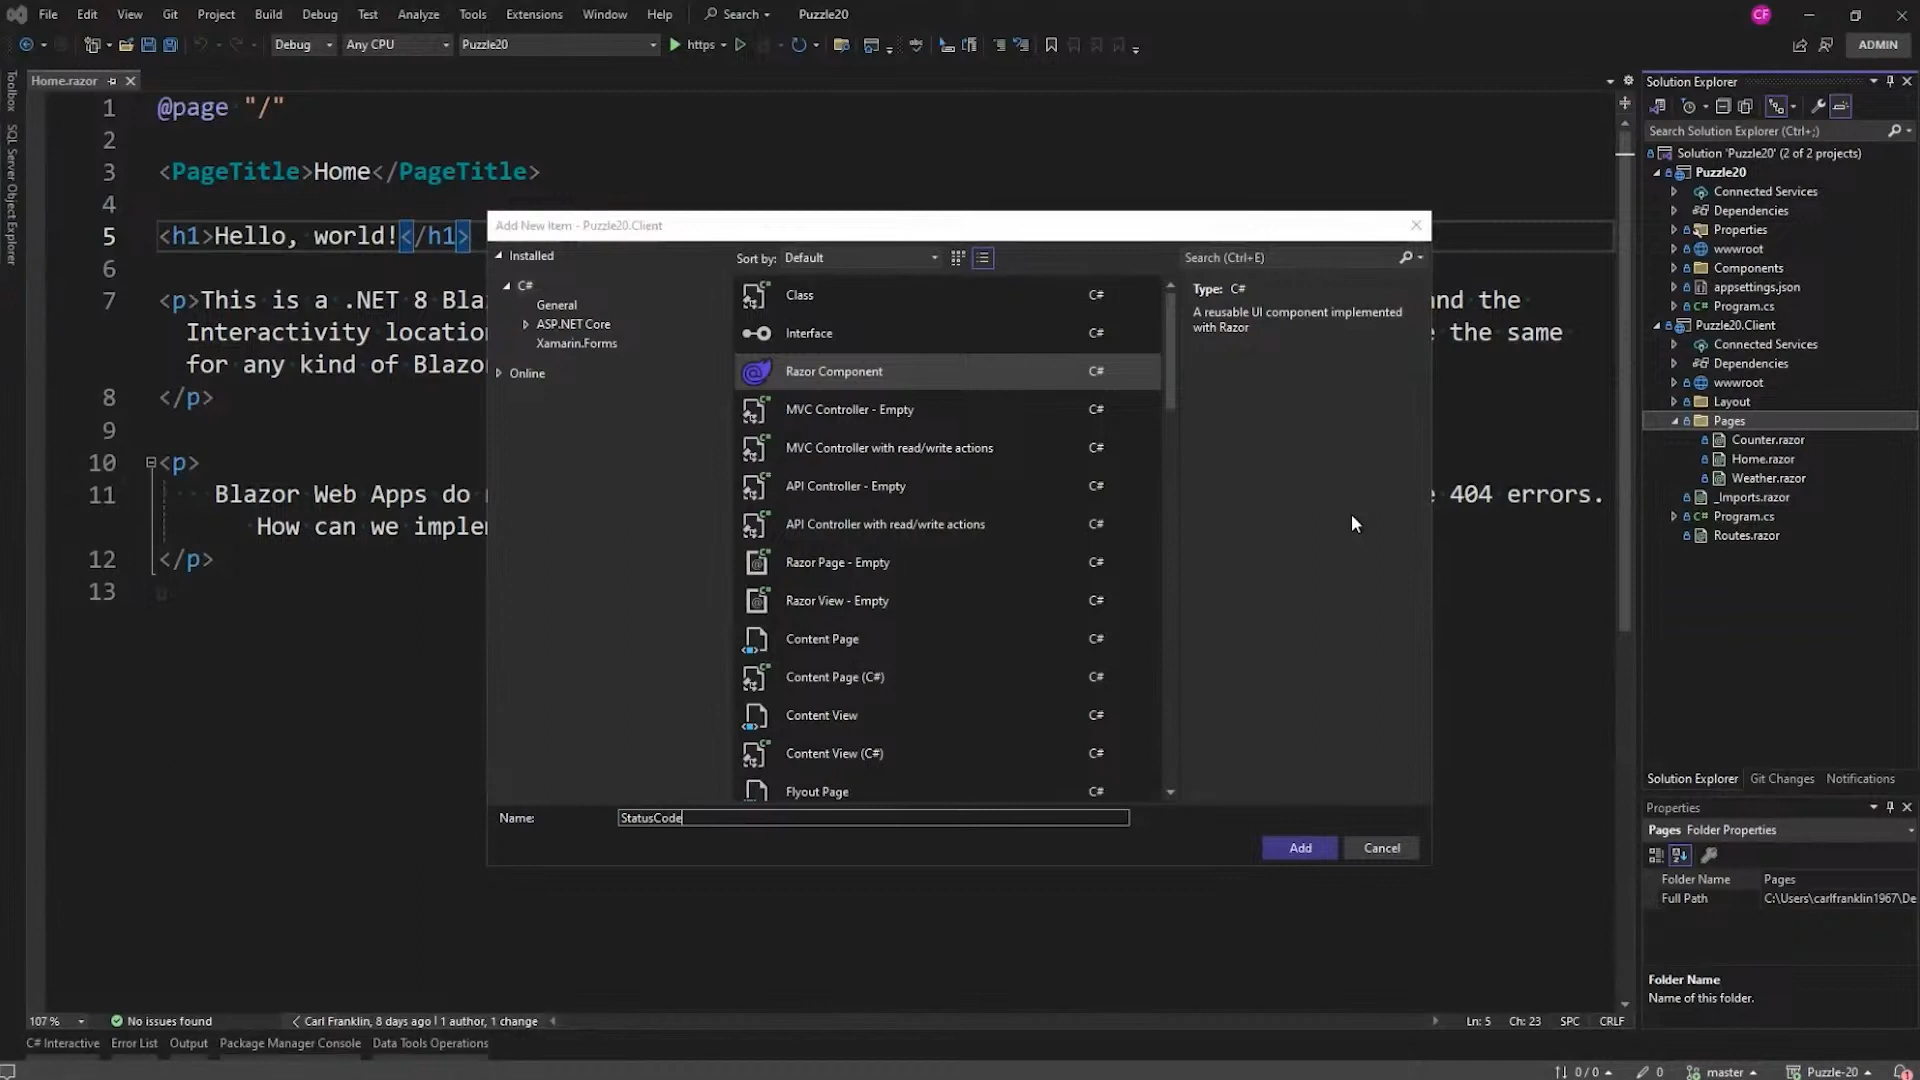 File Edit View Git Project Build Debug Test Analyze Tools Extensions Window Help Search Puzzle20 CF
Debug Any CPU Puzzle20 https ADMIN
Toolbox
SQL Server Object Explorer
Home.razor
1 @page "/"
2
3 <PageTitle>Home</PageTitle>
4
5 <h1>Hello, world!</h1>
6
7 <p>This is a .NET 8 Bla nd the
Interactivity locatio e the same
for any kind of Blazo
8 </p>
9
10 <p>
11 Blazor Web Apps do e 404 errors.
How can we imple
12 </p>
13
Add New Item - Puzzle20.Client
Installed
C#
General
ASP.NET Core
Xamarin.Forms
Online
Sort by: Default
Search (Ctrl+E)
Class C#
Interface C#
Razor Component C#
MVC Controller - Empty C#
MVC Controller with read/write actions C#
API Controller - Empty C#
API Controller with read/write actions C#
Razor Page - Empty C#
Razor View - Empty C#
Content Page C#
Content Page (C#) C#
Content View C#
Content View (C#) C#
Flyout Page C#
Type: C#
A reusable UI component implemented
with Razor
Name: StatusCode
Add Cancel
Solution Explorer
Search Solution Explorer (Ctrl+;)
Solution 'Puzzle20' (2 of 2 projects)
Puzzle20
Connected Services
Dependencies
Properties
wwwroot
Components
appsettings.json
C# Program.cs
Puzzle20.Client
Connected Services
Dependencies
wwwroot
Layout
Pages
Counter.razor
Home.razor
Weather.razor
_Imports.razor
C# Program.cs
Routes.razor
Solution Explorer Git Changes Notifications
Properties
Pages Folder Properties
Folder Name Pages
Full Path C:\Users\carlfranklin1967\De
Folder Name
Name of this folder.
107 % No issues found Carl Franklin, 8 days ago | 1 author, 1 change Ln: 5 Ch: 23 SPC CRLF
C# Interactive Error List Output Package Manager Console Data Tools Operations
0 / 0 0 master Puzzle-20 1